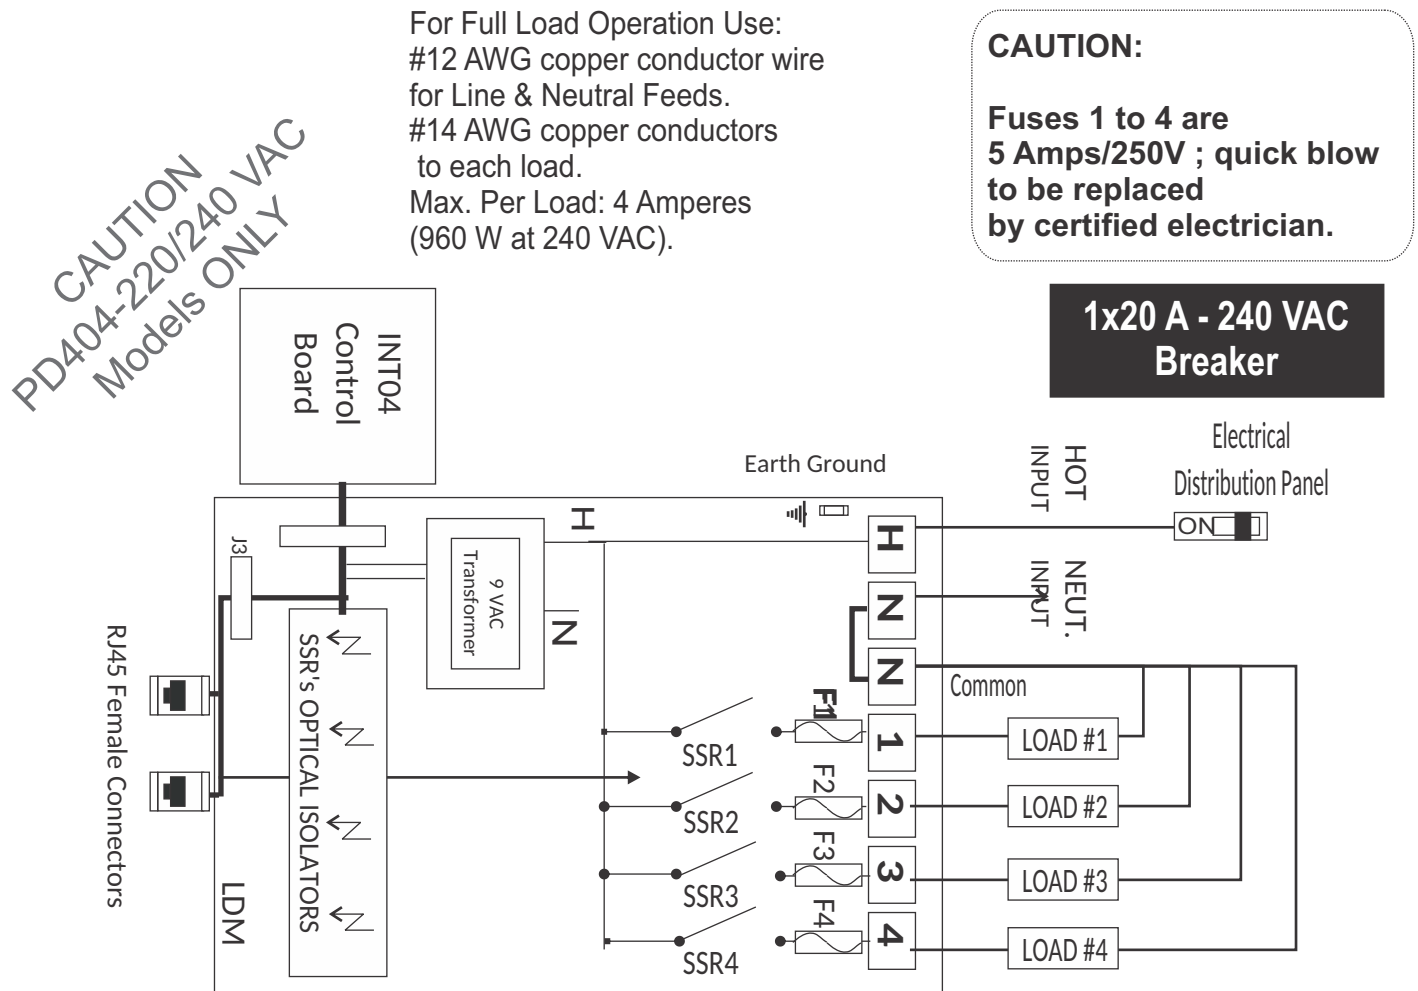 For Full Load Operation Use:
#12 AWG copper conductor wire
for Line & Neutral Feeds.
#14 AWG copper conductors
to each load.
Max. Per Load: 4 Amperes
(960 W at 240 VAC).
CAUTION:
Fuses 1 to 4 are
5 Amps/250V ; quick blow
to be replaced
by certified electrician.
CAUTION
PD404-220/240 VAC
Models ONLY
1x20 A - 240 VAC
Breaker
INT04
Control
Board
Electrical
Distribution Panel
ON
HOT
INPUT
NEUT.
INPUT
Earth Ground
H
N
J3
9 VAC
Transformer
RJ45 Female Connectors
SSR's OPTICAL ISOLATORS
LDM
H
N
N
Common
F1
SSR1
1
LOAD #1
F2
SSR2
2
LOAD #2
F3
SSR3
3
LOAD #3
F4
SSR4
4
LOAD #4